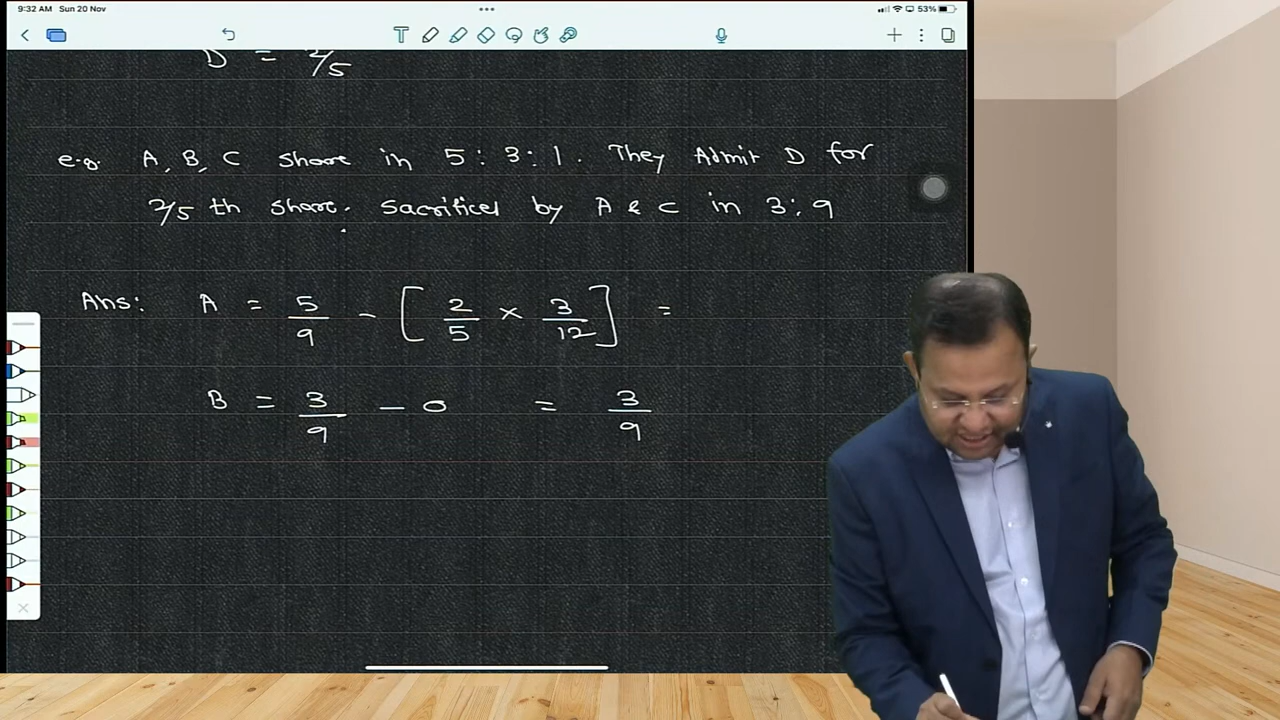 9:32 AM Sun 20 Nov
53%
D = 2/5
e.g. A, B, C share in 5:3:1. They Admit D for
2/5 th share. sacrificed by A & C in 3:9
Ans: A = 5/9 - [2/5 × 3/12] =
B = 3/9 - 0 = 3/9